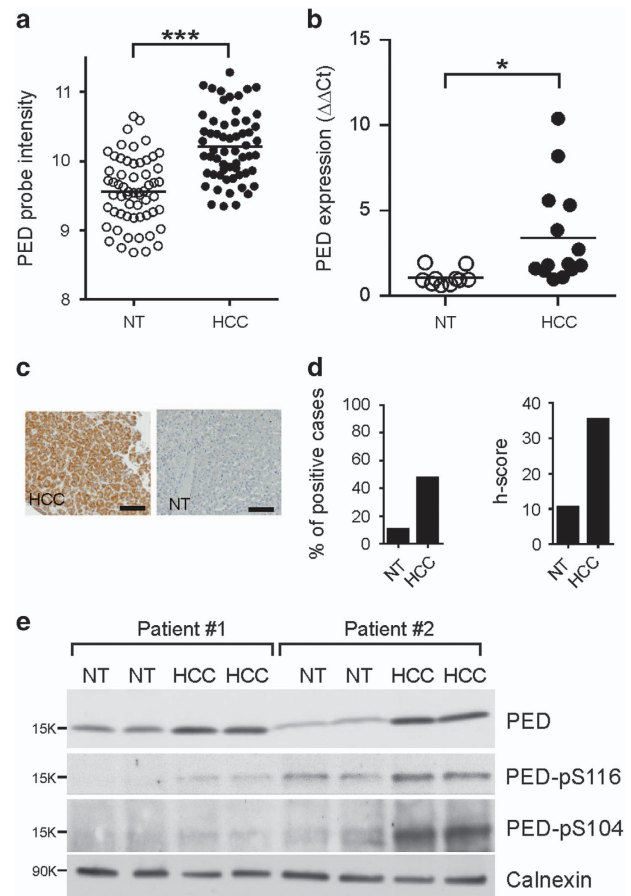 a
***
PED probe intensity
11
10
9
8
NT
HCC
b
*
PED expression (ΔΔCt)
15
10
5
0
NT
HCC
c
HCC
NT
d
% of positive cases
100
80
60
40
20
0
NT
HCC
h-score
40
30
20
10
0
NT
HCC
e
Patient #1
Patient #2
NT NT HCC HCC NT NT HCC HCC
15K
PED
15K
PED-pS116
15K
PED-pS104
90K
Calnexin